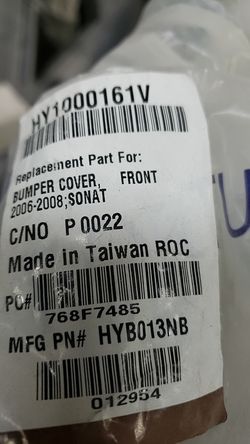 HY1000161V
Replacement Part For:
BUMPER COVER, FRONT
2006-2008;SONAT
C/NO P0022
Made in Taiwan ROC
PO#
768F7485
MFG PN# HYB013NB
012954